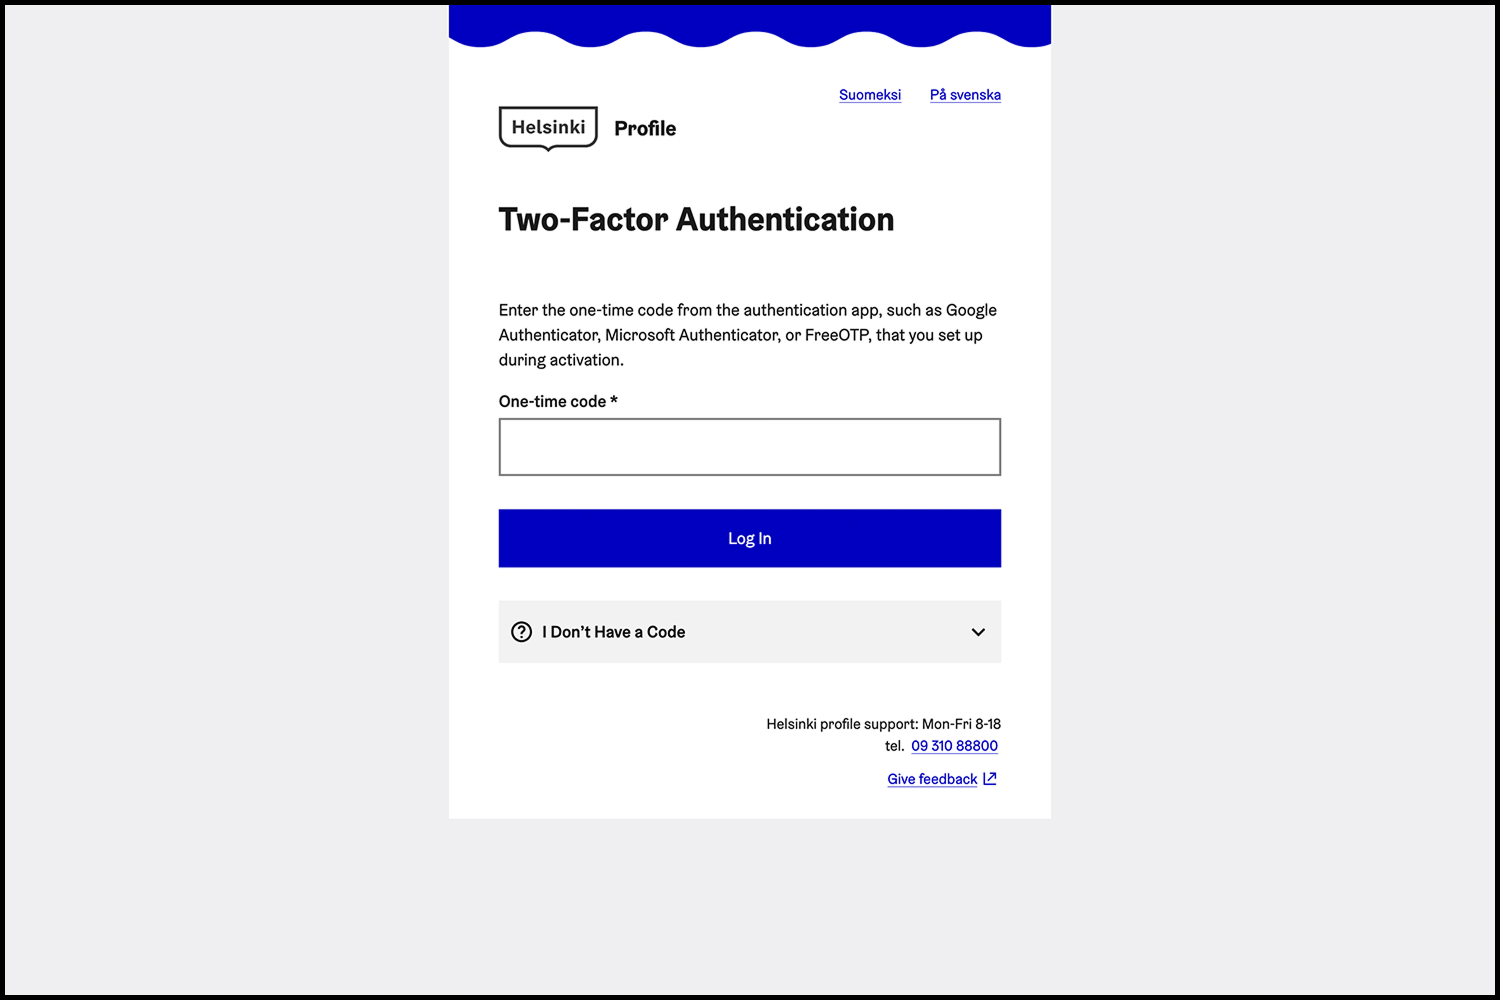 Suomeksi På svenska
Helsinki Profile
Two-Factor Authentication
Enter the one-time code from the authentication app, such as Google
Authenticator, Microsoft Authenticator, or FreeOTP, that you set up
during activation.
One-time code *
Log In
I Don’t Have a Code
Helsinki profile support: Mon-Fri 8-18
tel. 09 310 88800
Give feedback